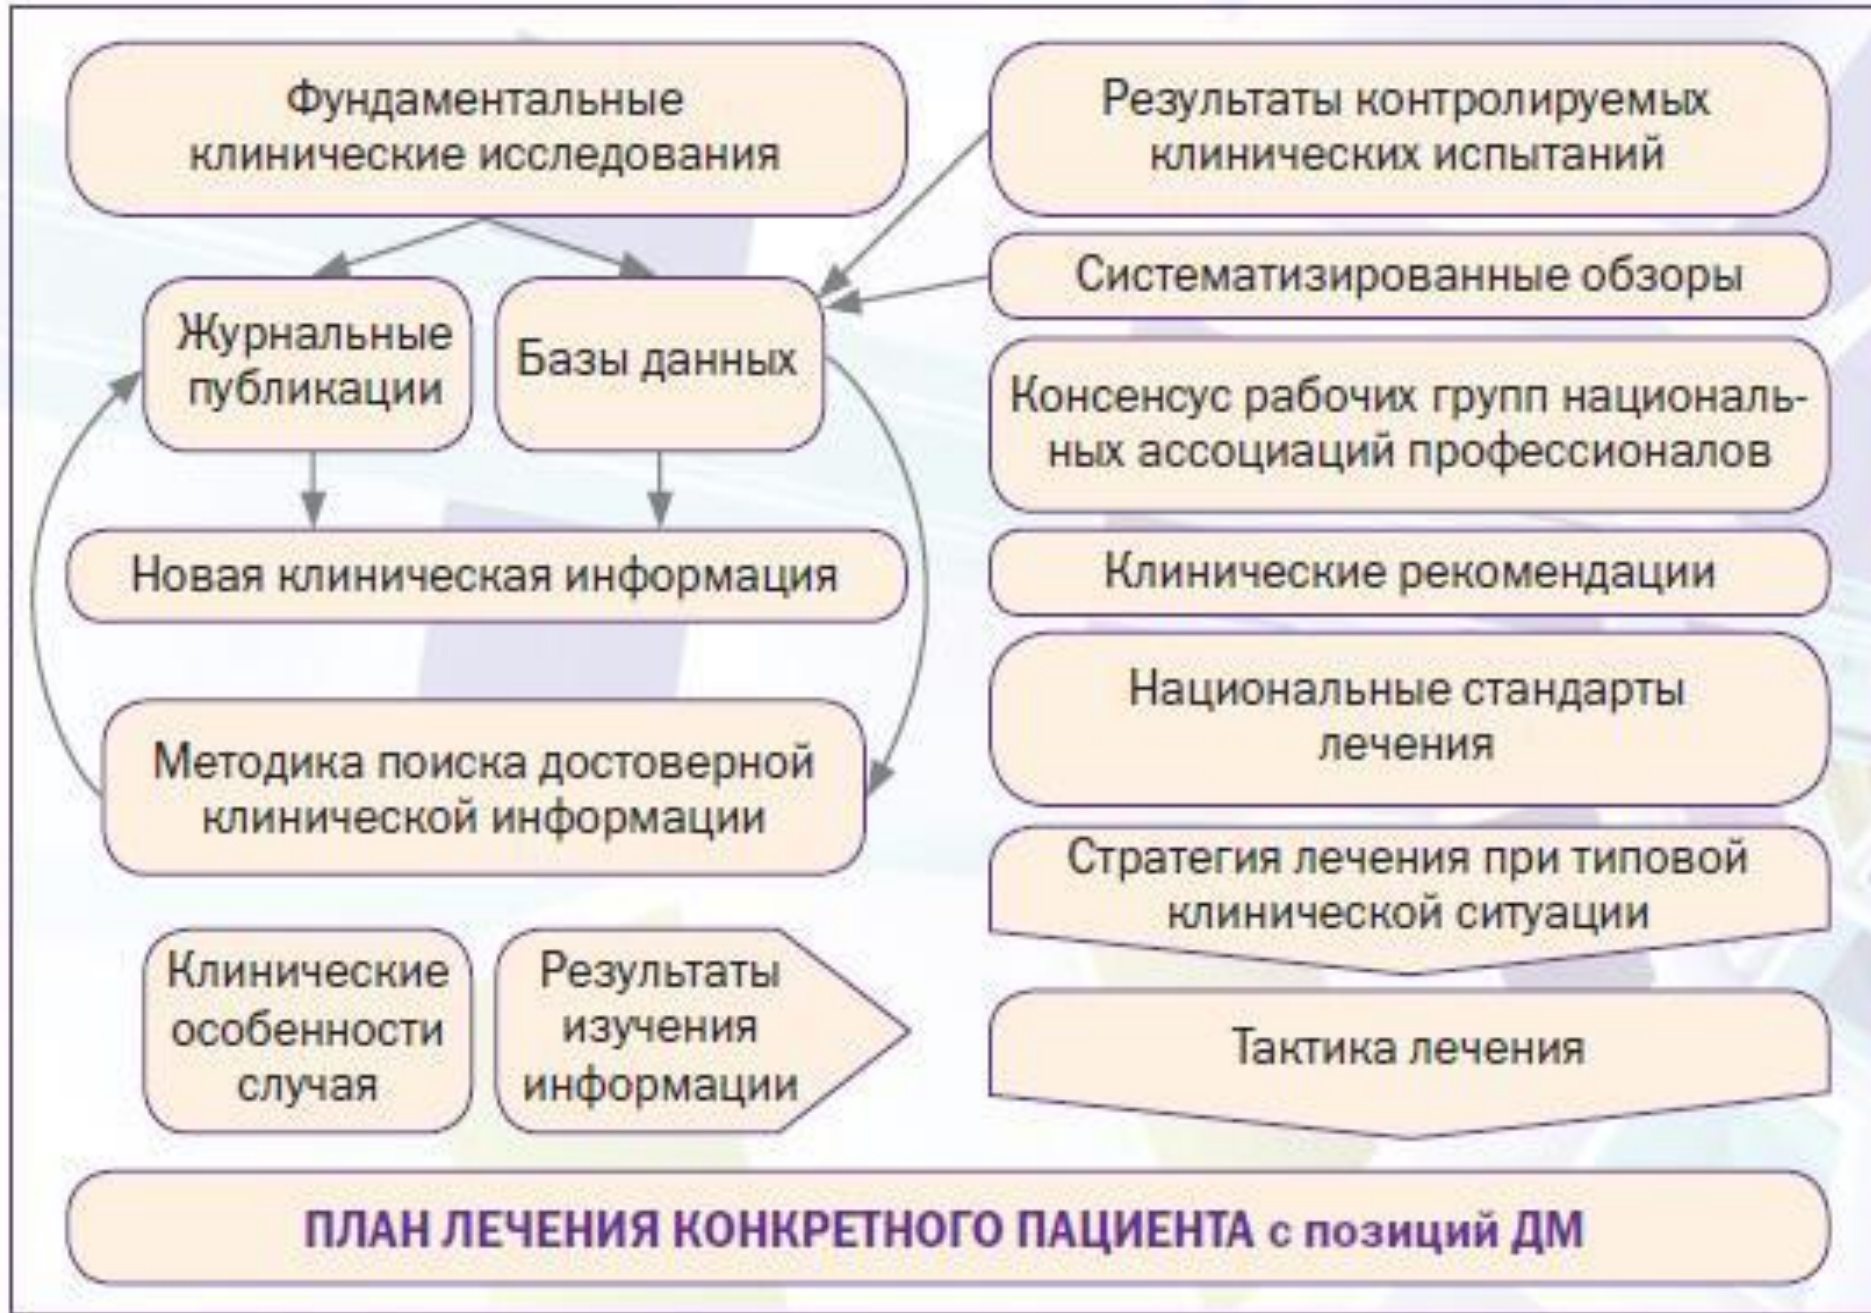 Фундаментальные
клинические исследования
Журнальные
публикации
Базы данных
Новая клиническая информация
Методика поиска достоверной
клинической информации
Клинические
особенности
случая
Результаты
изучения
информации
Результаты контролируемых
клинических испытаний
Систематизированные обзоры
Консенсус рабочих групп националь-
ных ассоциаций профессионалов
Клинические рекомендации
Национальные стандарты
лечения
Стратегия лечения при типовой
клинической ситуации
Тактика лечения
ПЛАН ЛЕЧЕНИЯ КОНКРЕТНОГО ПАЦИЕНТА с позиций ДМ